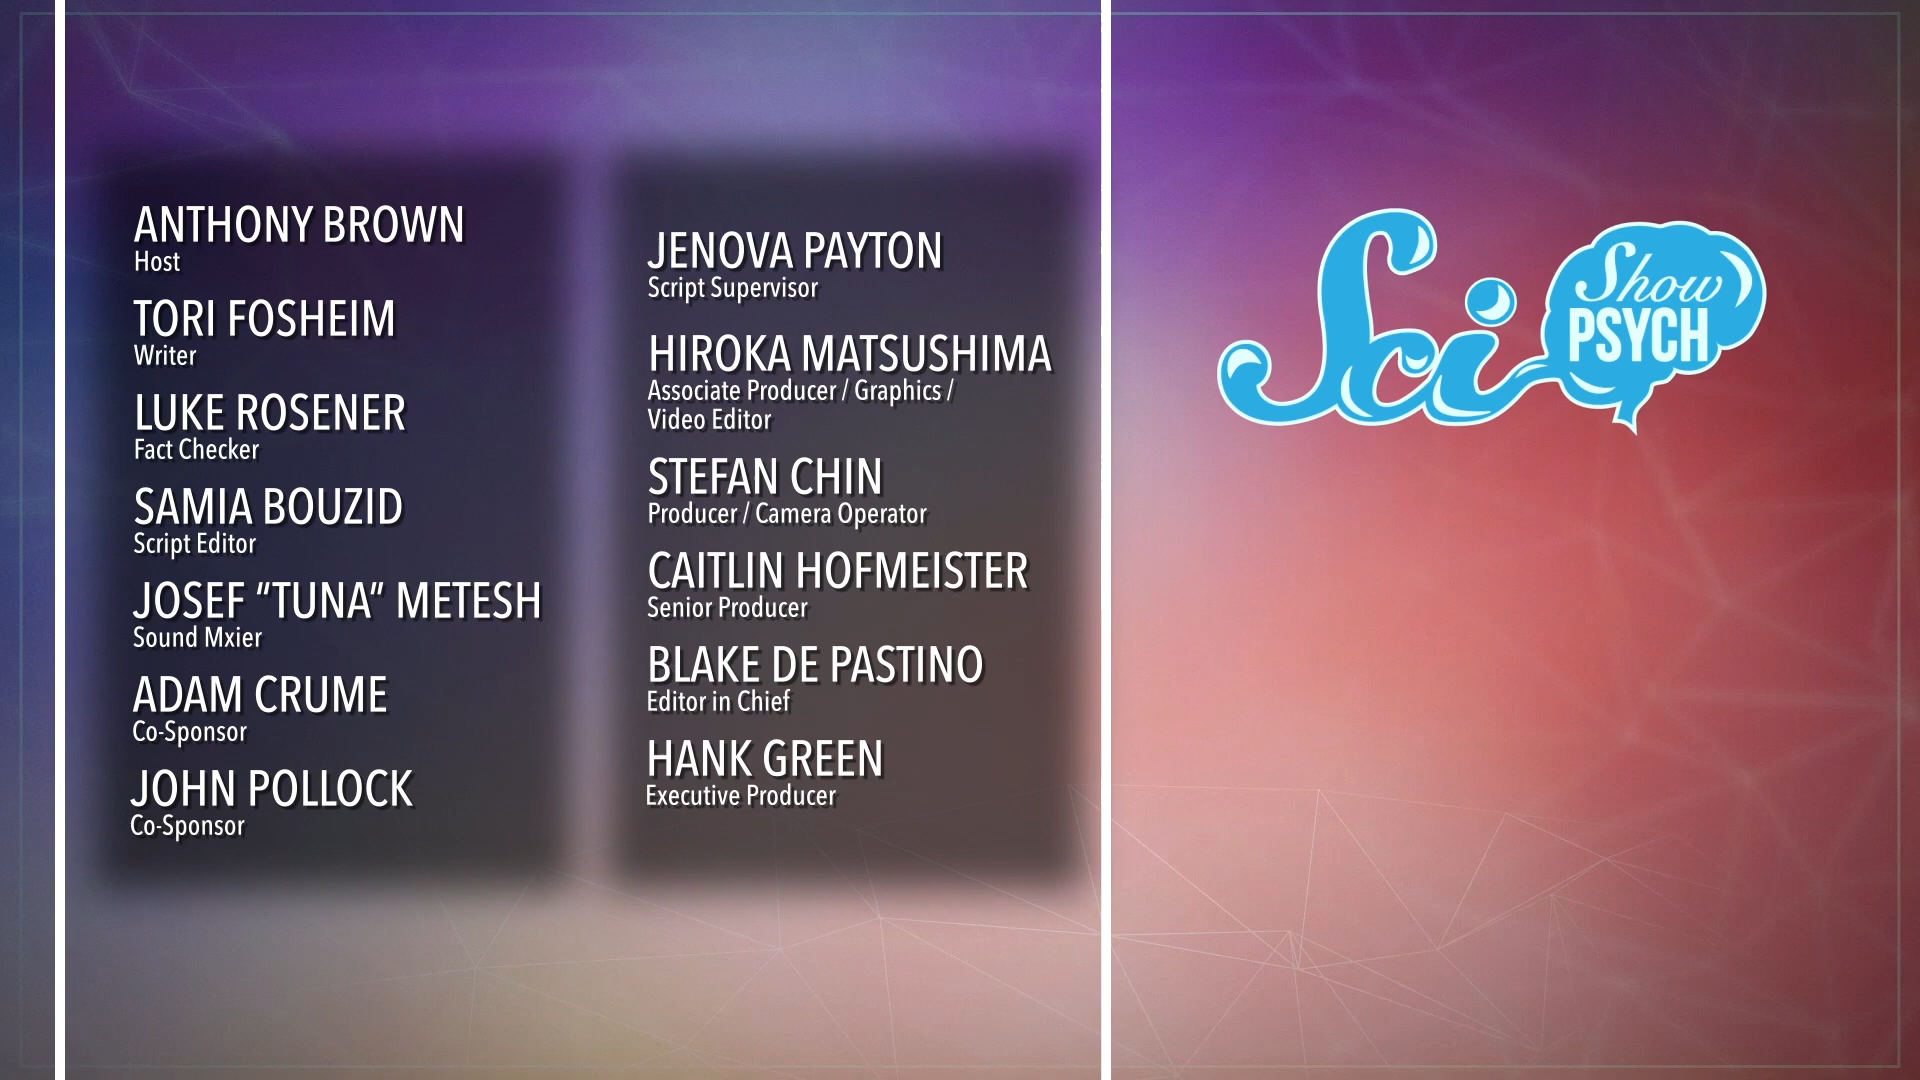 ANTHONY BROWN
Host
TORI FOSHEIM
Writer
LUKE ROSENER
Fact Checker
SAMIA BOUZID
Script Editor
JOSEF “TUNA” METESH
Sound Mxier
ADAM CRUME
Co-Sponsor
JOHN POLLOCK
Co-Sponsor
JENOVA PAYTON
Script Supervisor
HIROKA MATSUSHIMA
Associate Producer / Graphics /
Video Editor
STEFAN CHIN
Producer / Camera Operator
CAITLIN HOFMEISTER
Senior Producer
BLAKE DE PASTINO
Editor in Chief
HANK GREEN
Executive Producer
Sci
Show
PSYCH